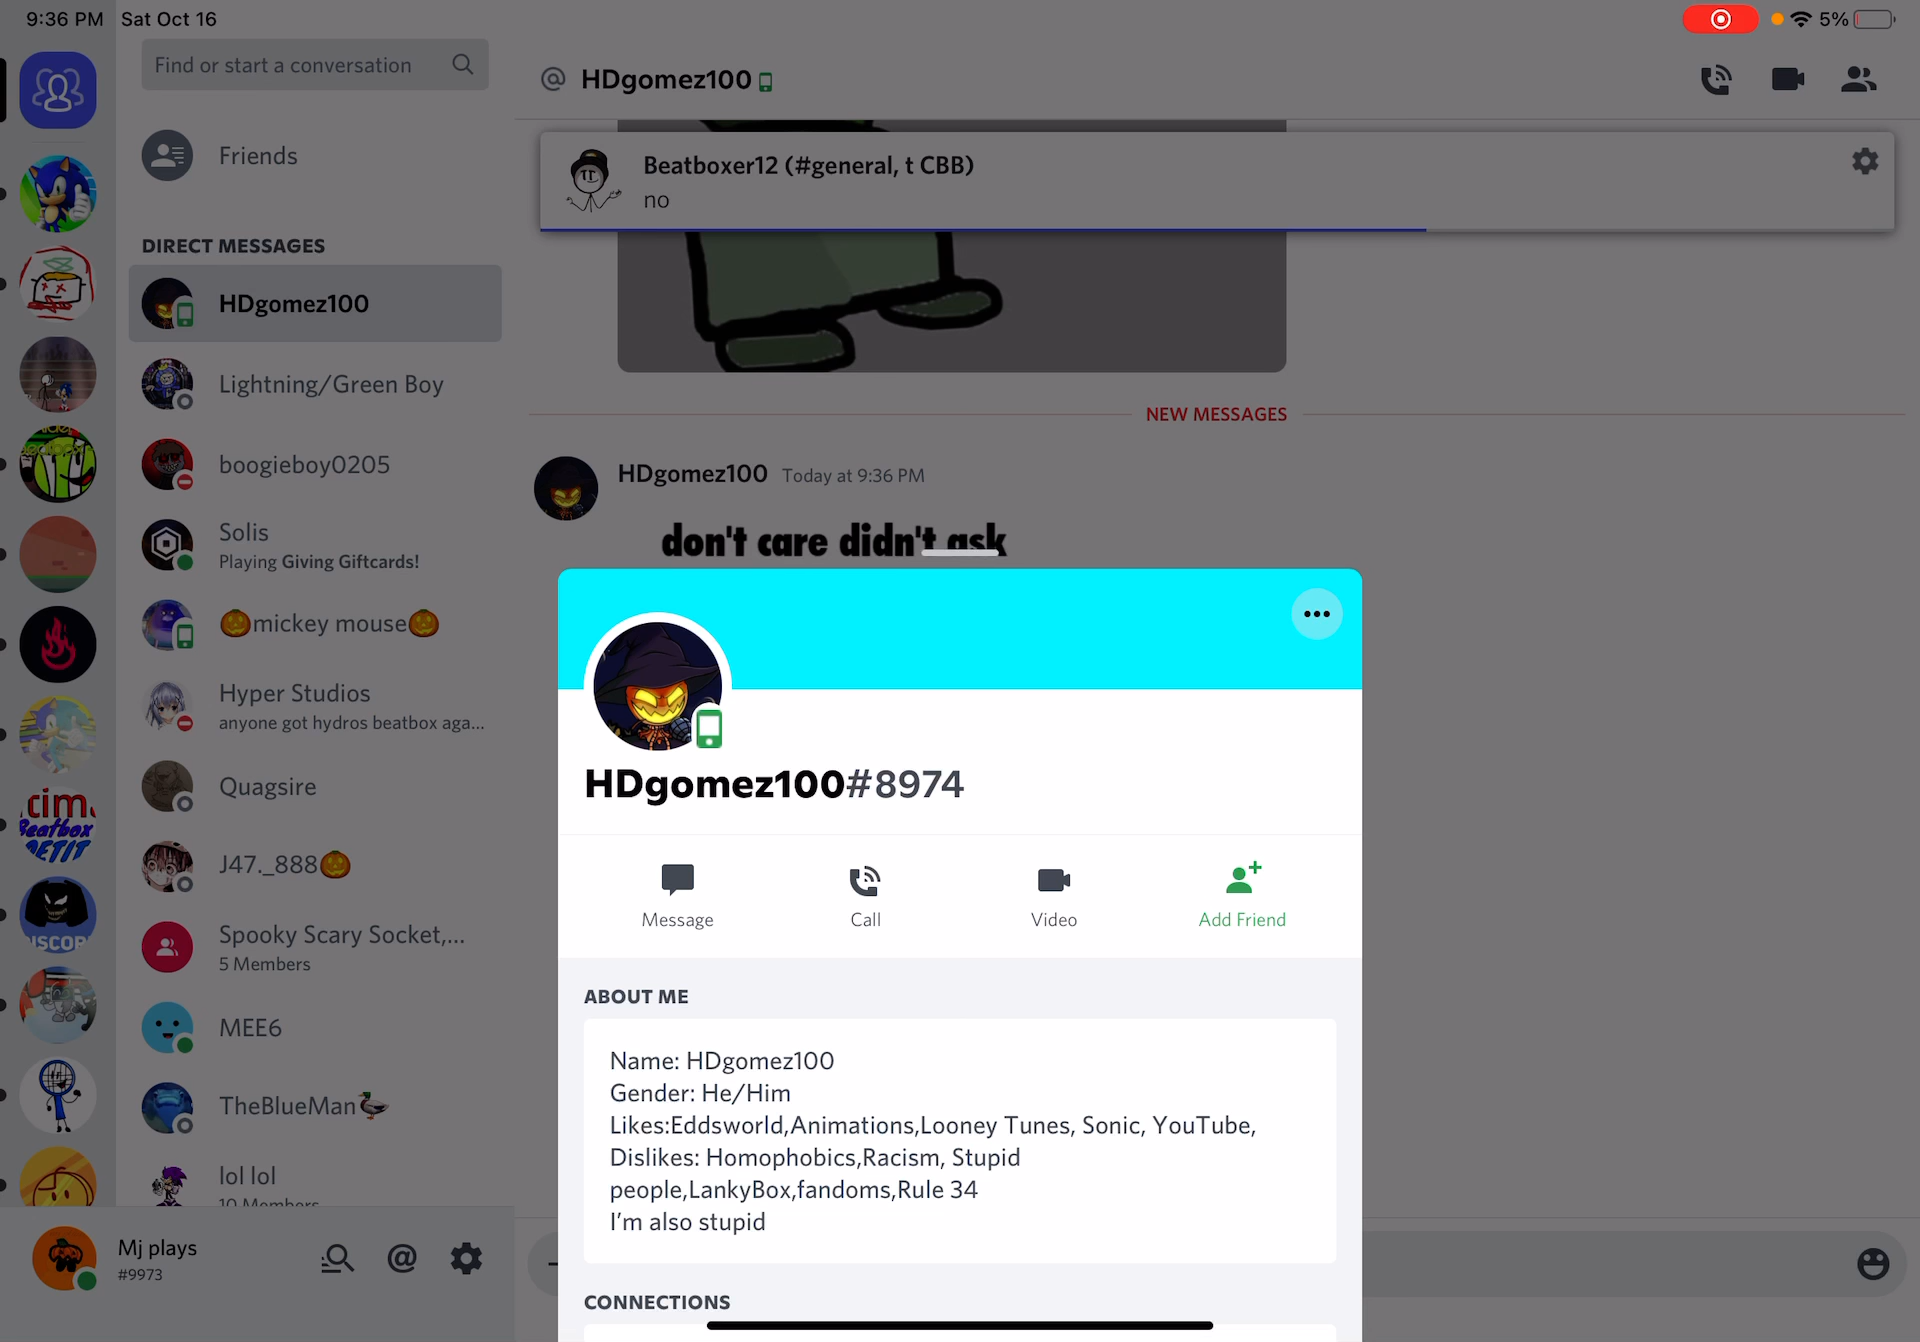 9:36 PM Sat Oct 16
5%
Find or start a conversation
Friends
DIRECT MESSAGES
HDgomez100
Lightning/Green Boy
boogieboy0205
Solis
Playing Giving Giftcards!
🎃mickey mouse🎃
Hyper Studios
anyone got hydros beatbox aga...
Quagsire
J47._888🎃
Spooky Scary Socket,...
5 Members
MEE6
TheBlueMan🦆
lol lol
10 Members
Mj plays
#9973
HDgomez100
Beatboxer12 (#general, t CBB)
no
NEW MESSAGES
HDgomez100 Today at 9:36 PM
don't care didn't ask
HDgomez100#8974
Message
Call
Video
Add Friend
ABOUT ME
Name: HDgomez100
Gender: He/Him
Likes:Eddsworld,Animations,Looney Tunes, Sonic, YouTube,
Dislikes: Homophobics,Racism, Stupid
people,LankyBox,fandoms,Rule 34
I'm also stupid
CONNECTIONS